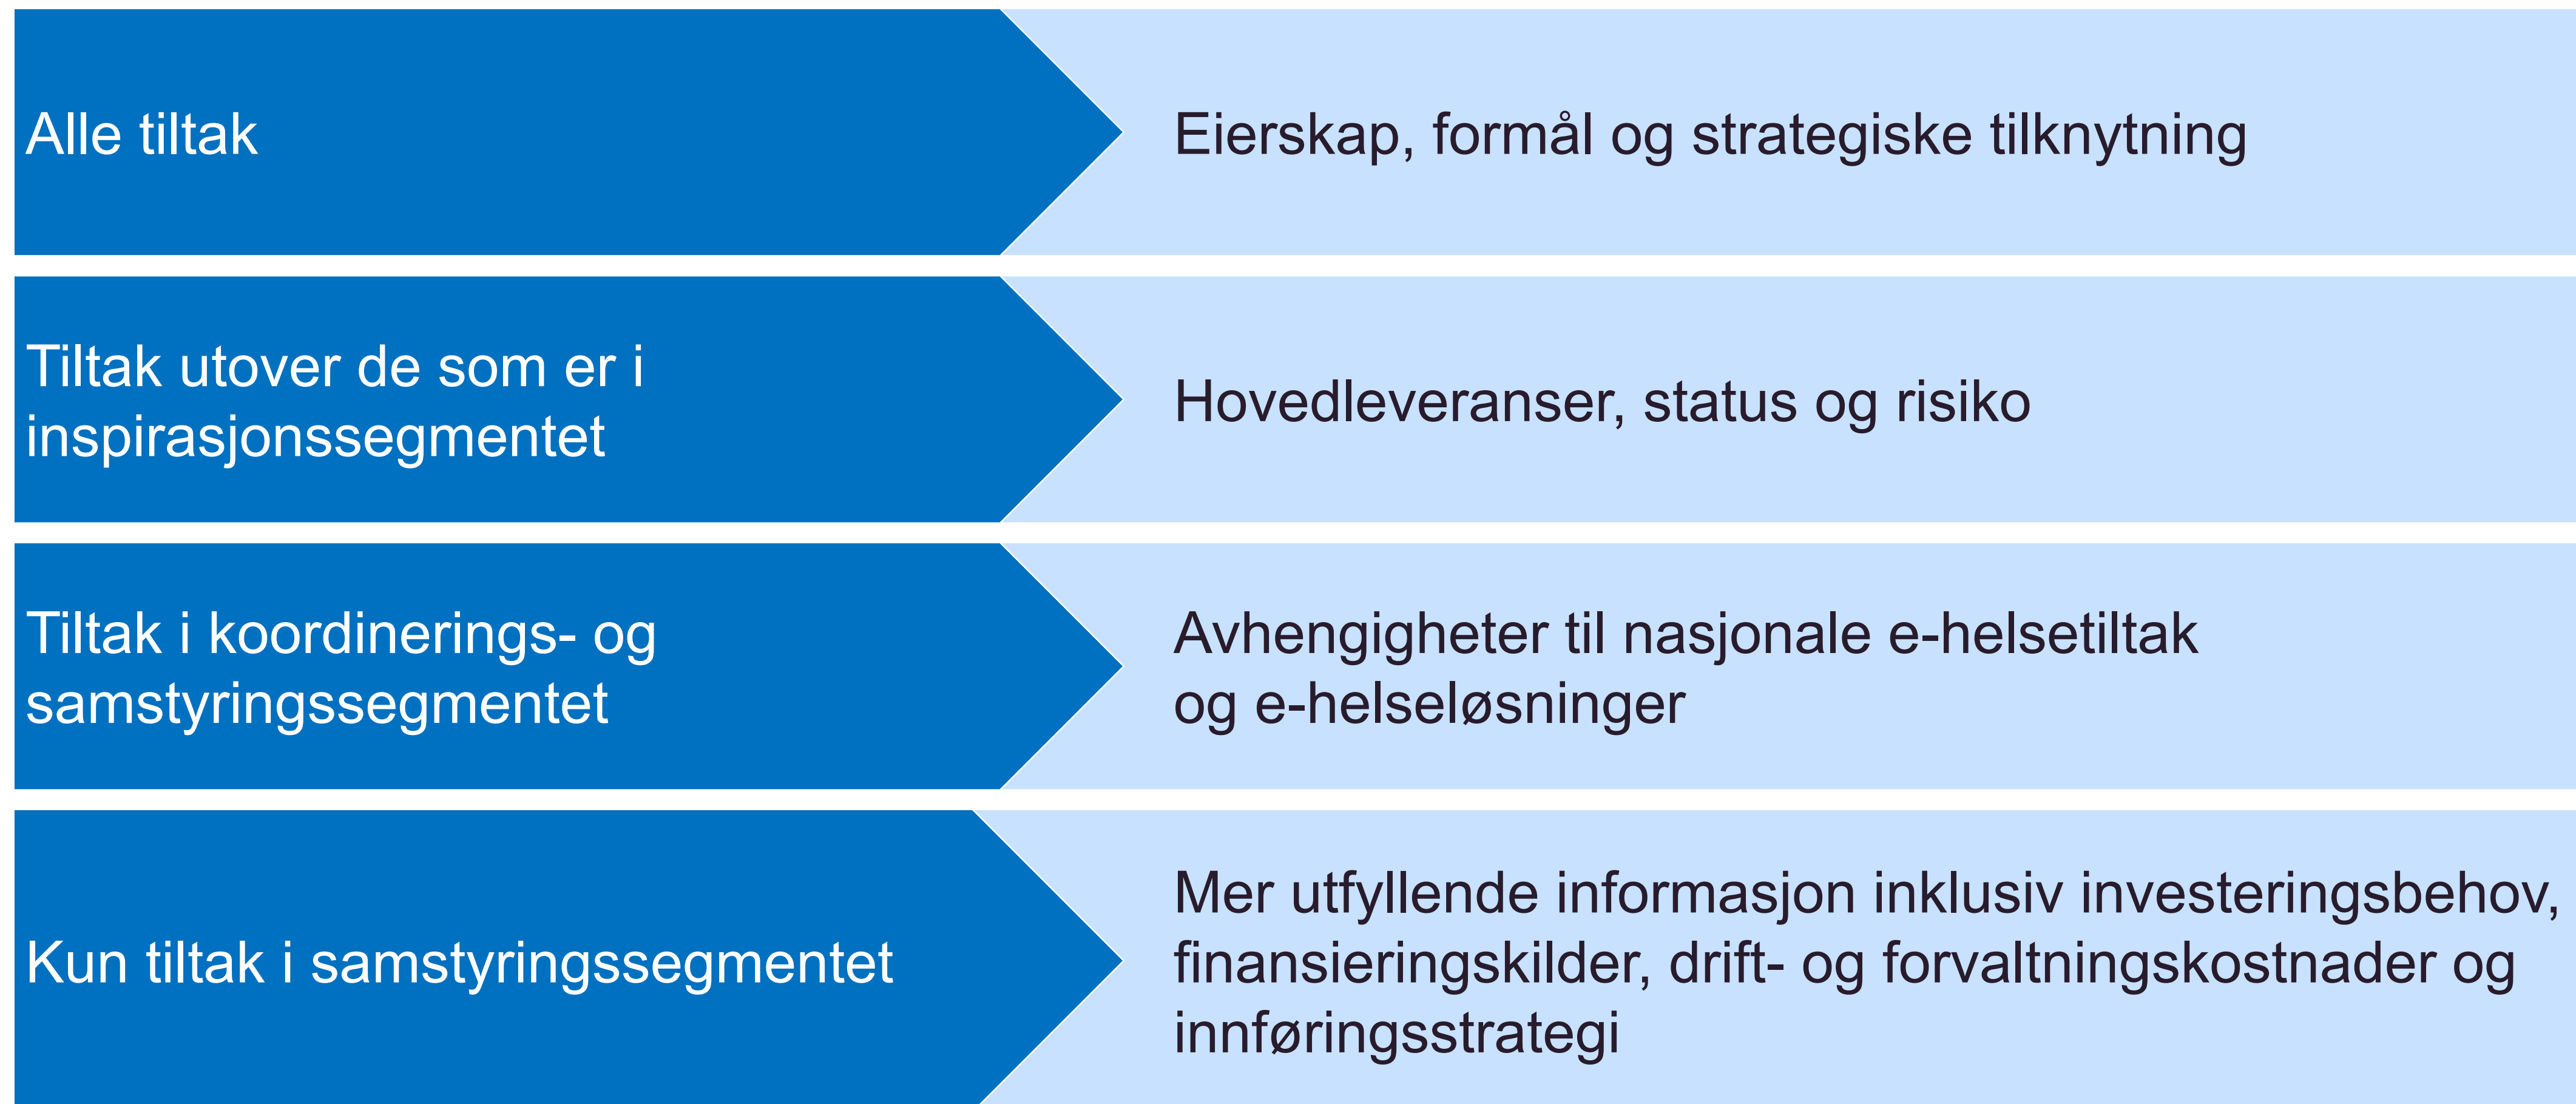 Alle tiltak
Eierskap, formål og strategiske tilknytning
Tiltak utover de som er i
inspirasjonssegmentet
Hovedleveranser, status og risiko
Tiltak i koordinerings- og
samstyringssegmentet
Avhengigheter til nasjonale e-helsetiltak
og e-helseløsninger
Kun tiltak i samstyringssegmentet
Mer utfyllende informasjon inklusiv investeringsbehov,
finansieringskilder, drift- og forvaltningskostnader og
innføringsstrategi